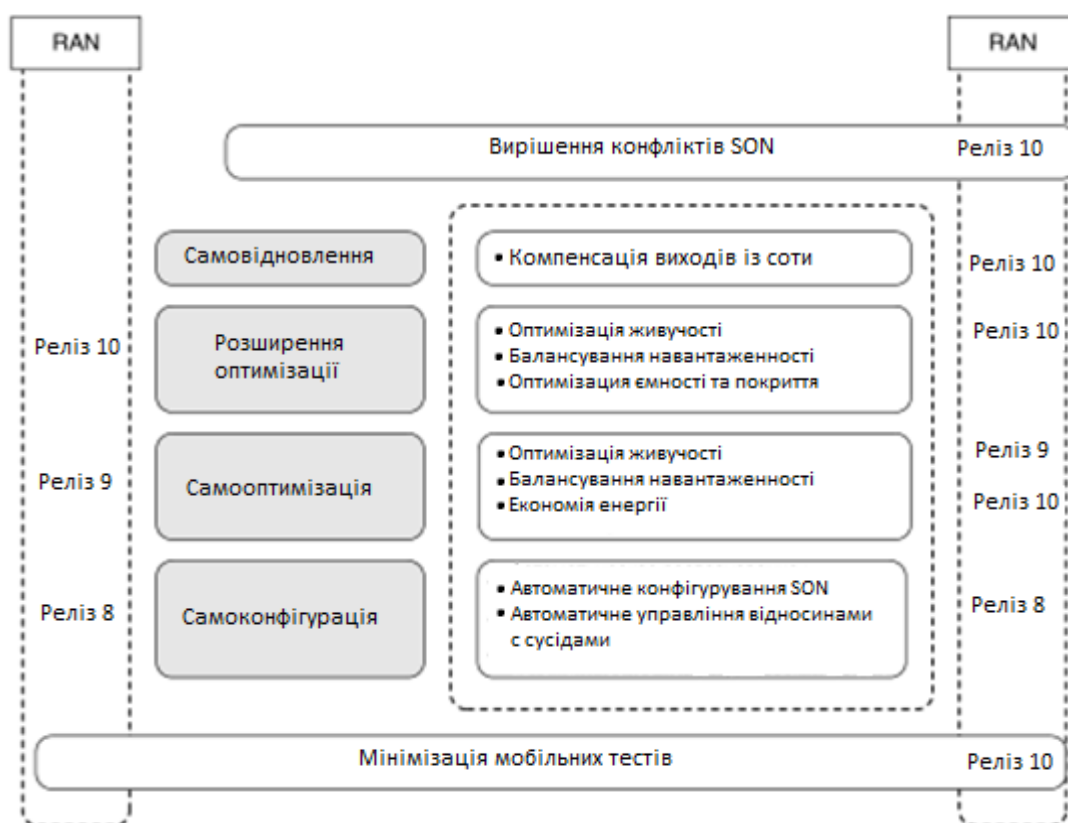 RAN
RAN
Вирішення конфліктів SON
Реліз 10
Самовідновлення
• Компенсація виходів із соти
Реліз 10
Реліз 10
Розширення
оптимізації
• Оптимізація живучості
• Балансування навантаженності
• Оптимизация ємності та покриття
Реліз 10
Реліз 9
Самооптимізація
• Оптимізація живучості
• Балансування навантаженності
• Економія енергії
Реліз 9
Реліз 10
Реліз 8
Самоконфігурація
• Автоматичне конфігурування SON
• Автоматичне управління відносинами
с сусідами
Реліз 8
Мінімізація мобільних тестів
Реліз 10